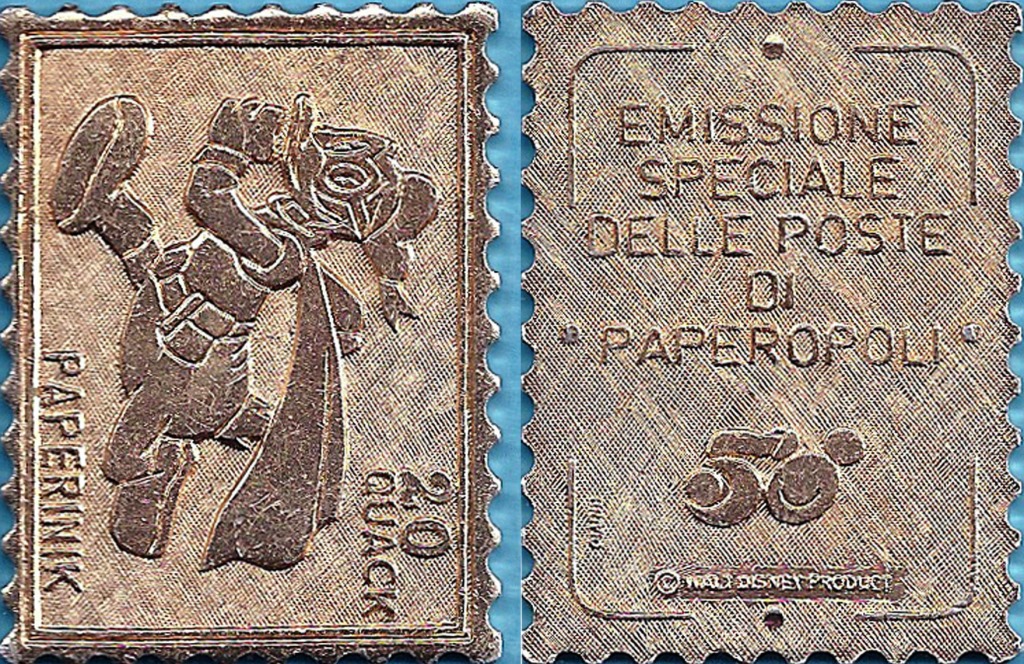 PAPERINIK
20
QUACK
EMISSIONE
SPECIALE
DELLE POSTE
DI
"PAPEROPOLI"
50
© WALT DISNEY PRODUCT